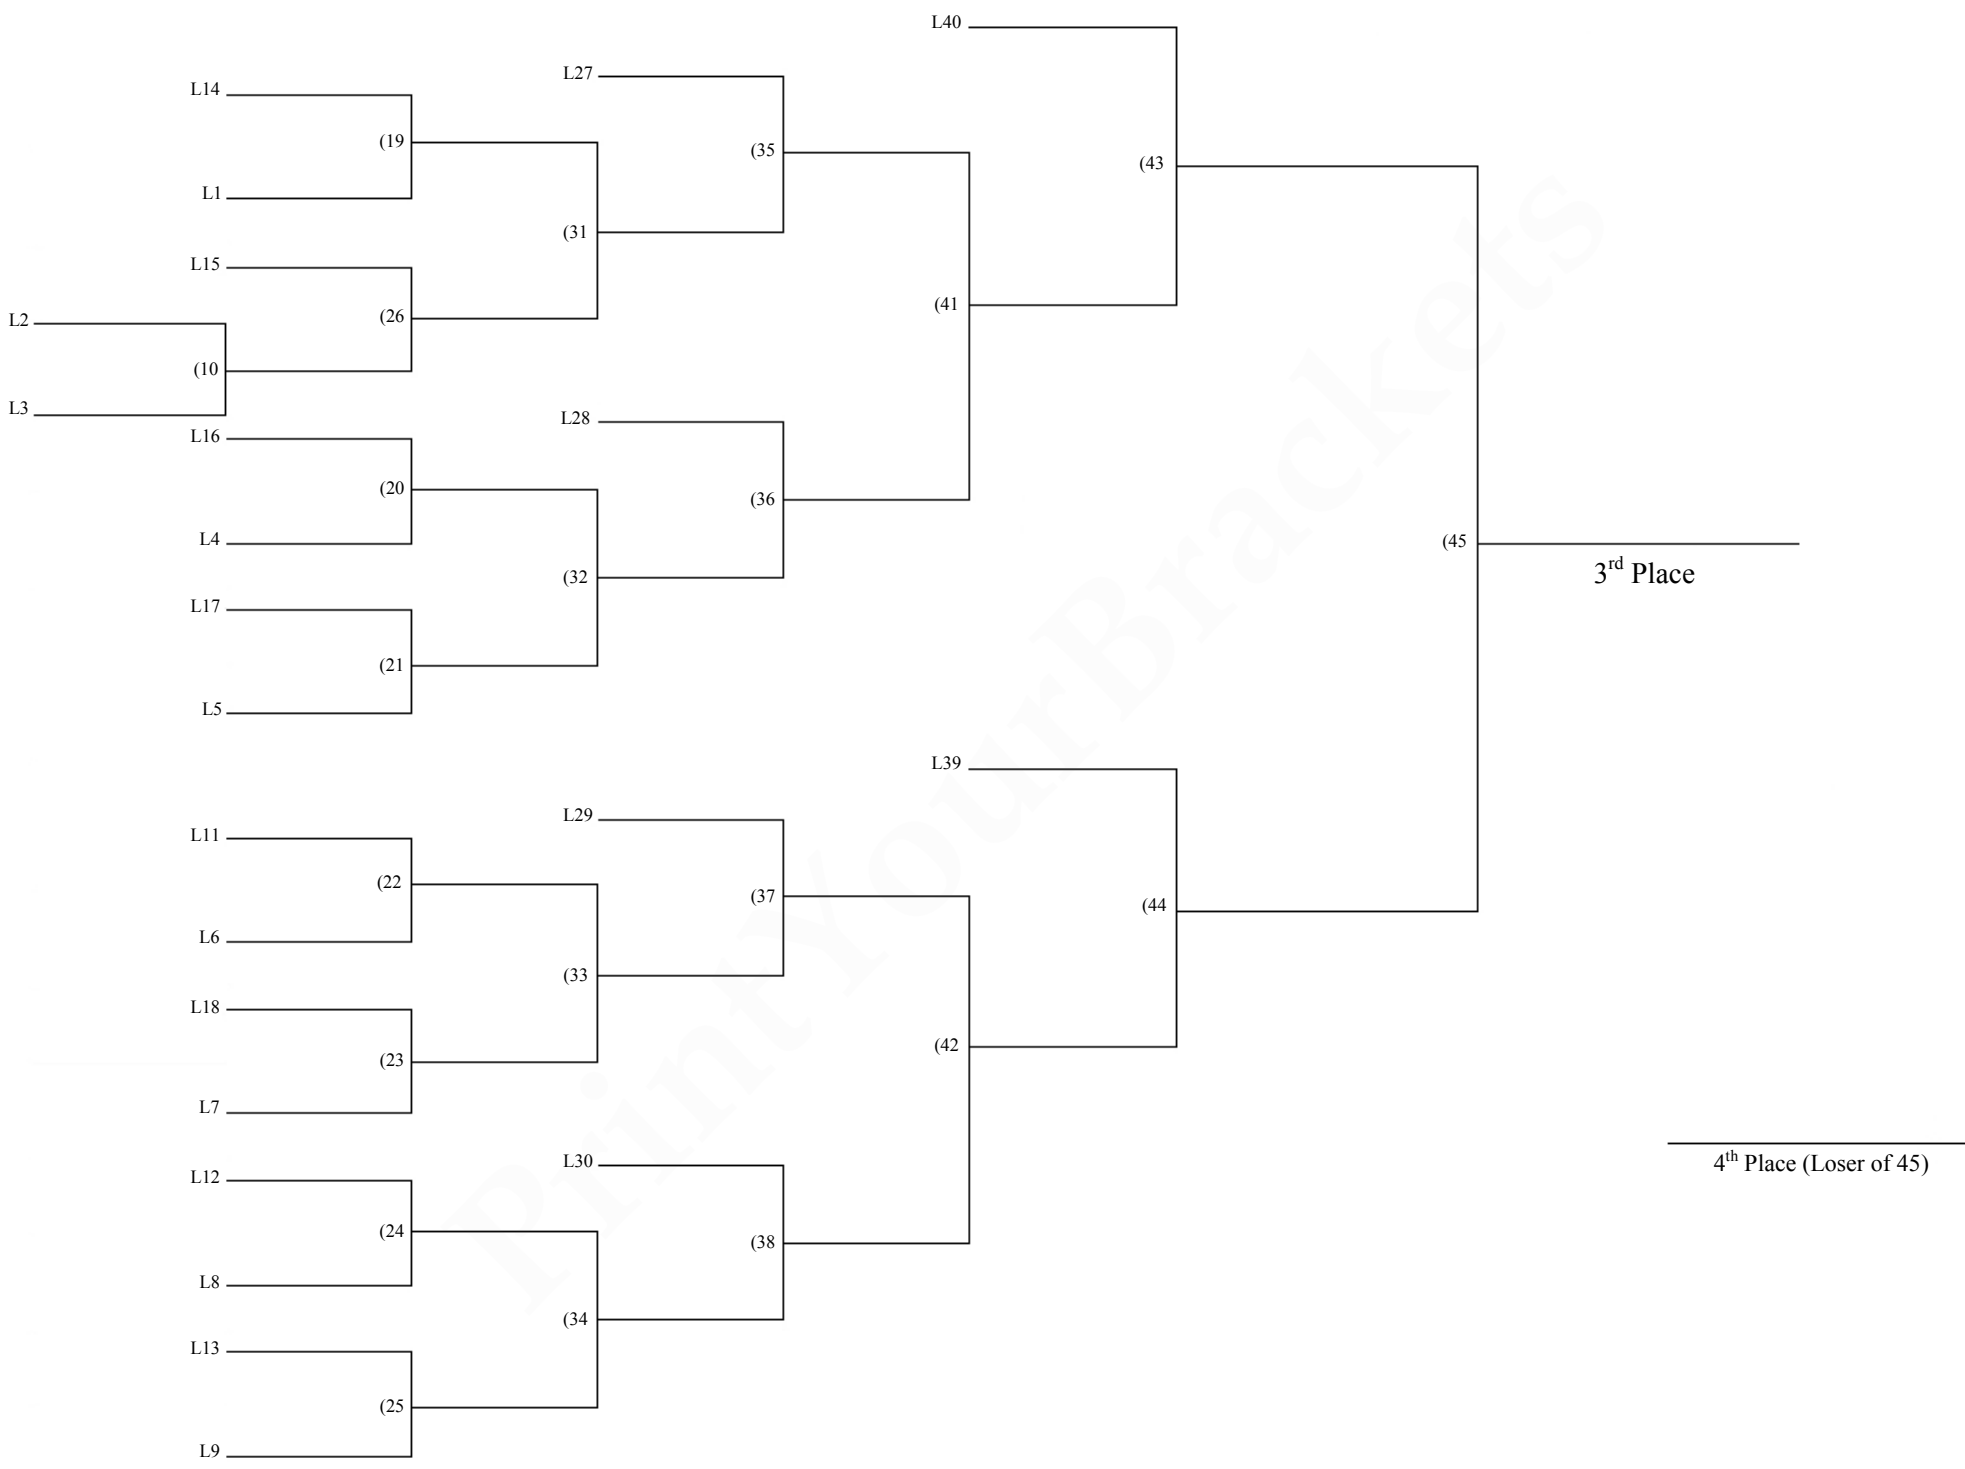 L40
L27
L14
(19
(35
(43
L1
(31
L15
(26
(41
L2
(10
L3
L28
L16
(20
(36
L4
(45
3rd Place
(32
L17
(21
L5
L39
L29
L11
(22
(37
(44
L6
(33
L18
(23
(42
L7
L30
4th Place (Loser of 45)
L12
(24
(38
L8
(34
L13
(25
L9
PrintYourBrackets